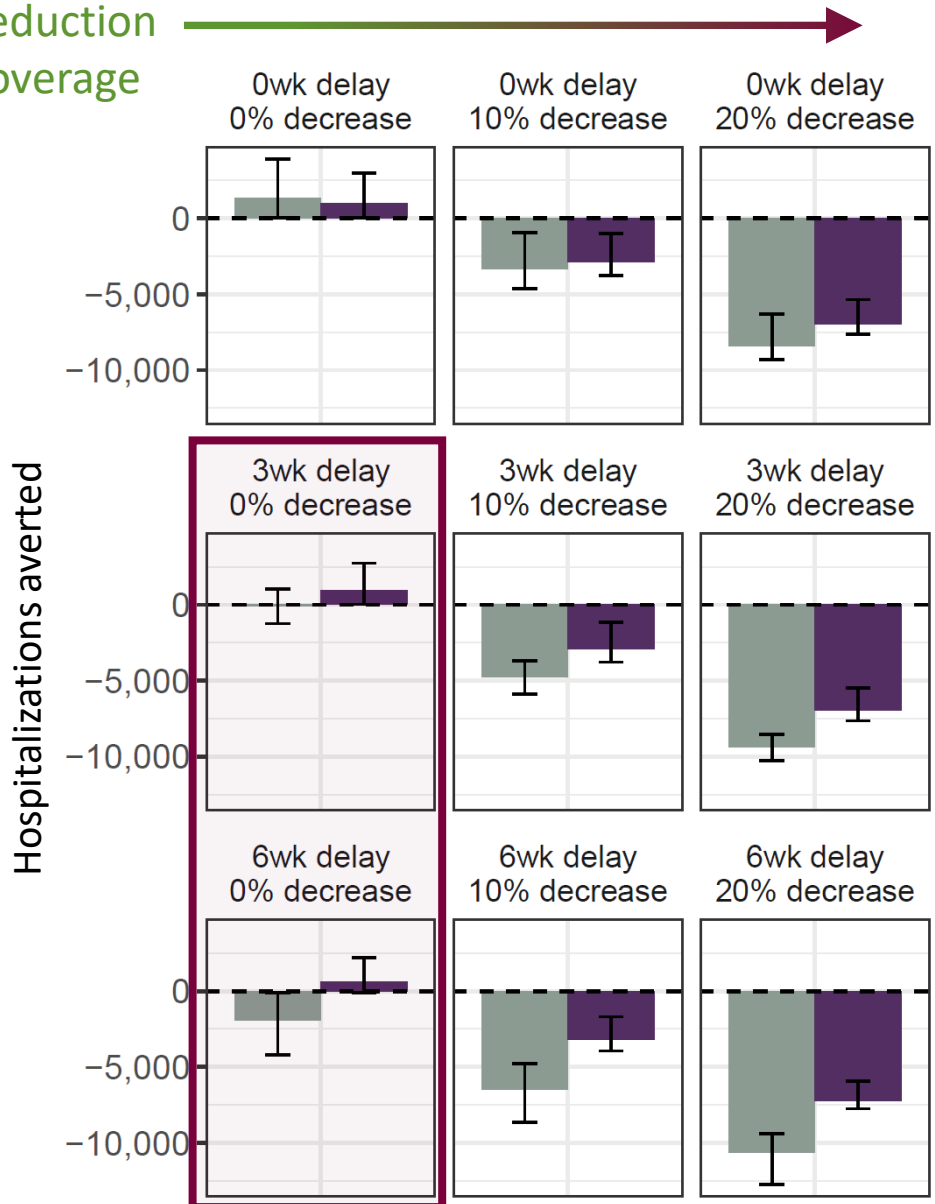 eduction
overage
0wk delay
0% decrease
0wk delay
10% decrease
0wk delay
20% decrease
0
−5,000
−10,000
Hospitalizations averted
3wk delay
0% decrease
3wk delay
10% decrease
3wk delay
20% decrease
0
−5,000
−10,000
6wk delay
0% decrease
6wk delay
10% decrease
6wk delay
20% decrease
0
−5,000
−10,000